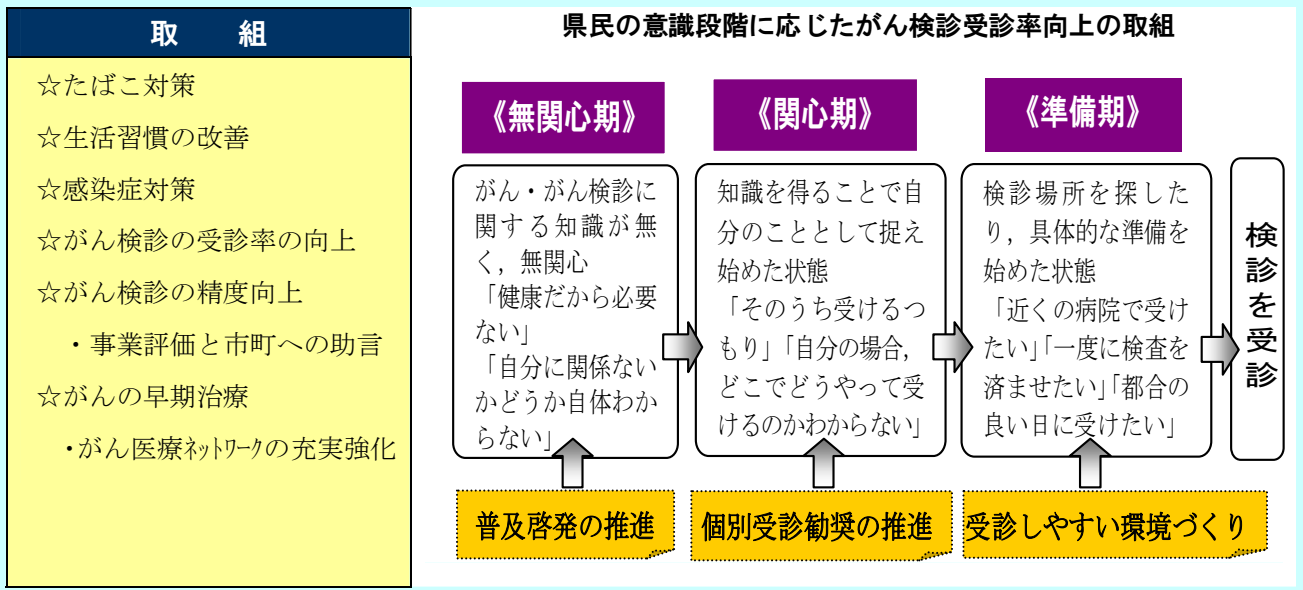 取 組
☆たばこ対策
☆生活習慣の改善
☆感染症対策
☆がん検診の受診率の向上
☆がん検診の精度向上
・事業評価と市町への助言
☆がんの早期治療
・がん医療ネットワークの充実強化
県民の意識段階に応じたがん検診受診率向上の取組
《無関心期》
がん・がん検診に
関する知識が無
く，無関心
「健康だから必要
ない」
「自分に関係ない
かどうか自体わか
らない」
普及啓発の推進
《関心期》
知識を得ることで自
分のこととして捉え
始めた状態
「そのうち受けるつ
もり」「自分の場合，
どこでどうやって受
けるのかわからない」
個別受診勧奨の推進
《準備期》
検診場所を探した
り，具体的な準備を
始めた状態
「近くの病院で受け
たい」「一度に検査を
済ませたい」「都合の
良い日に受けたい」
受診しやすい環境づくり
検診を受診